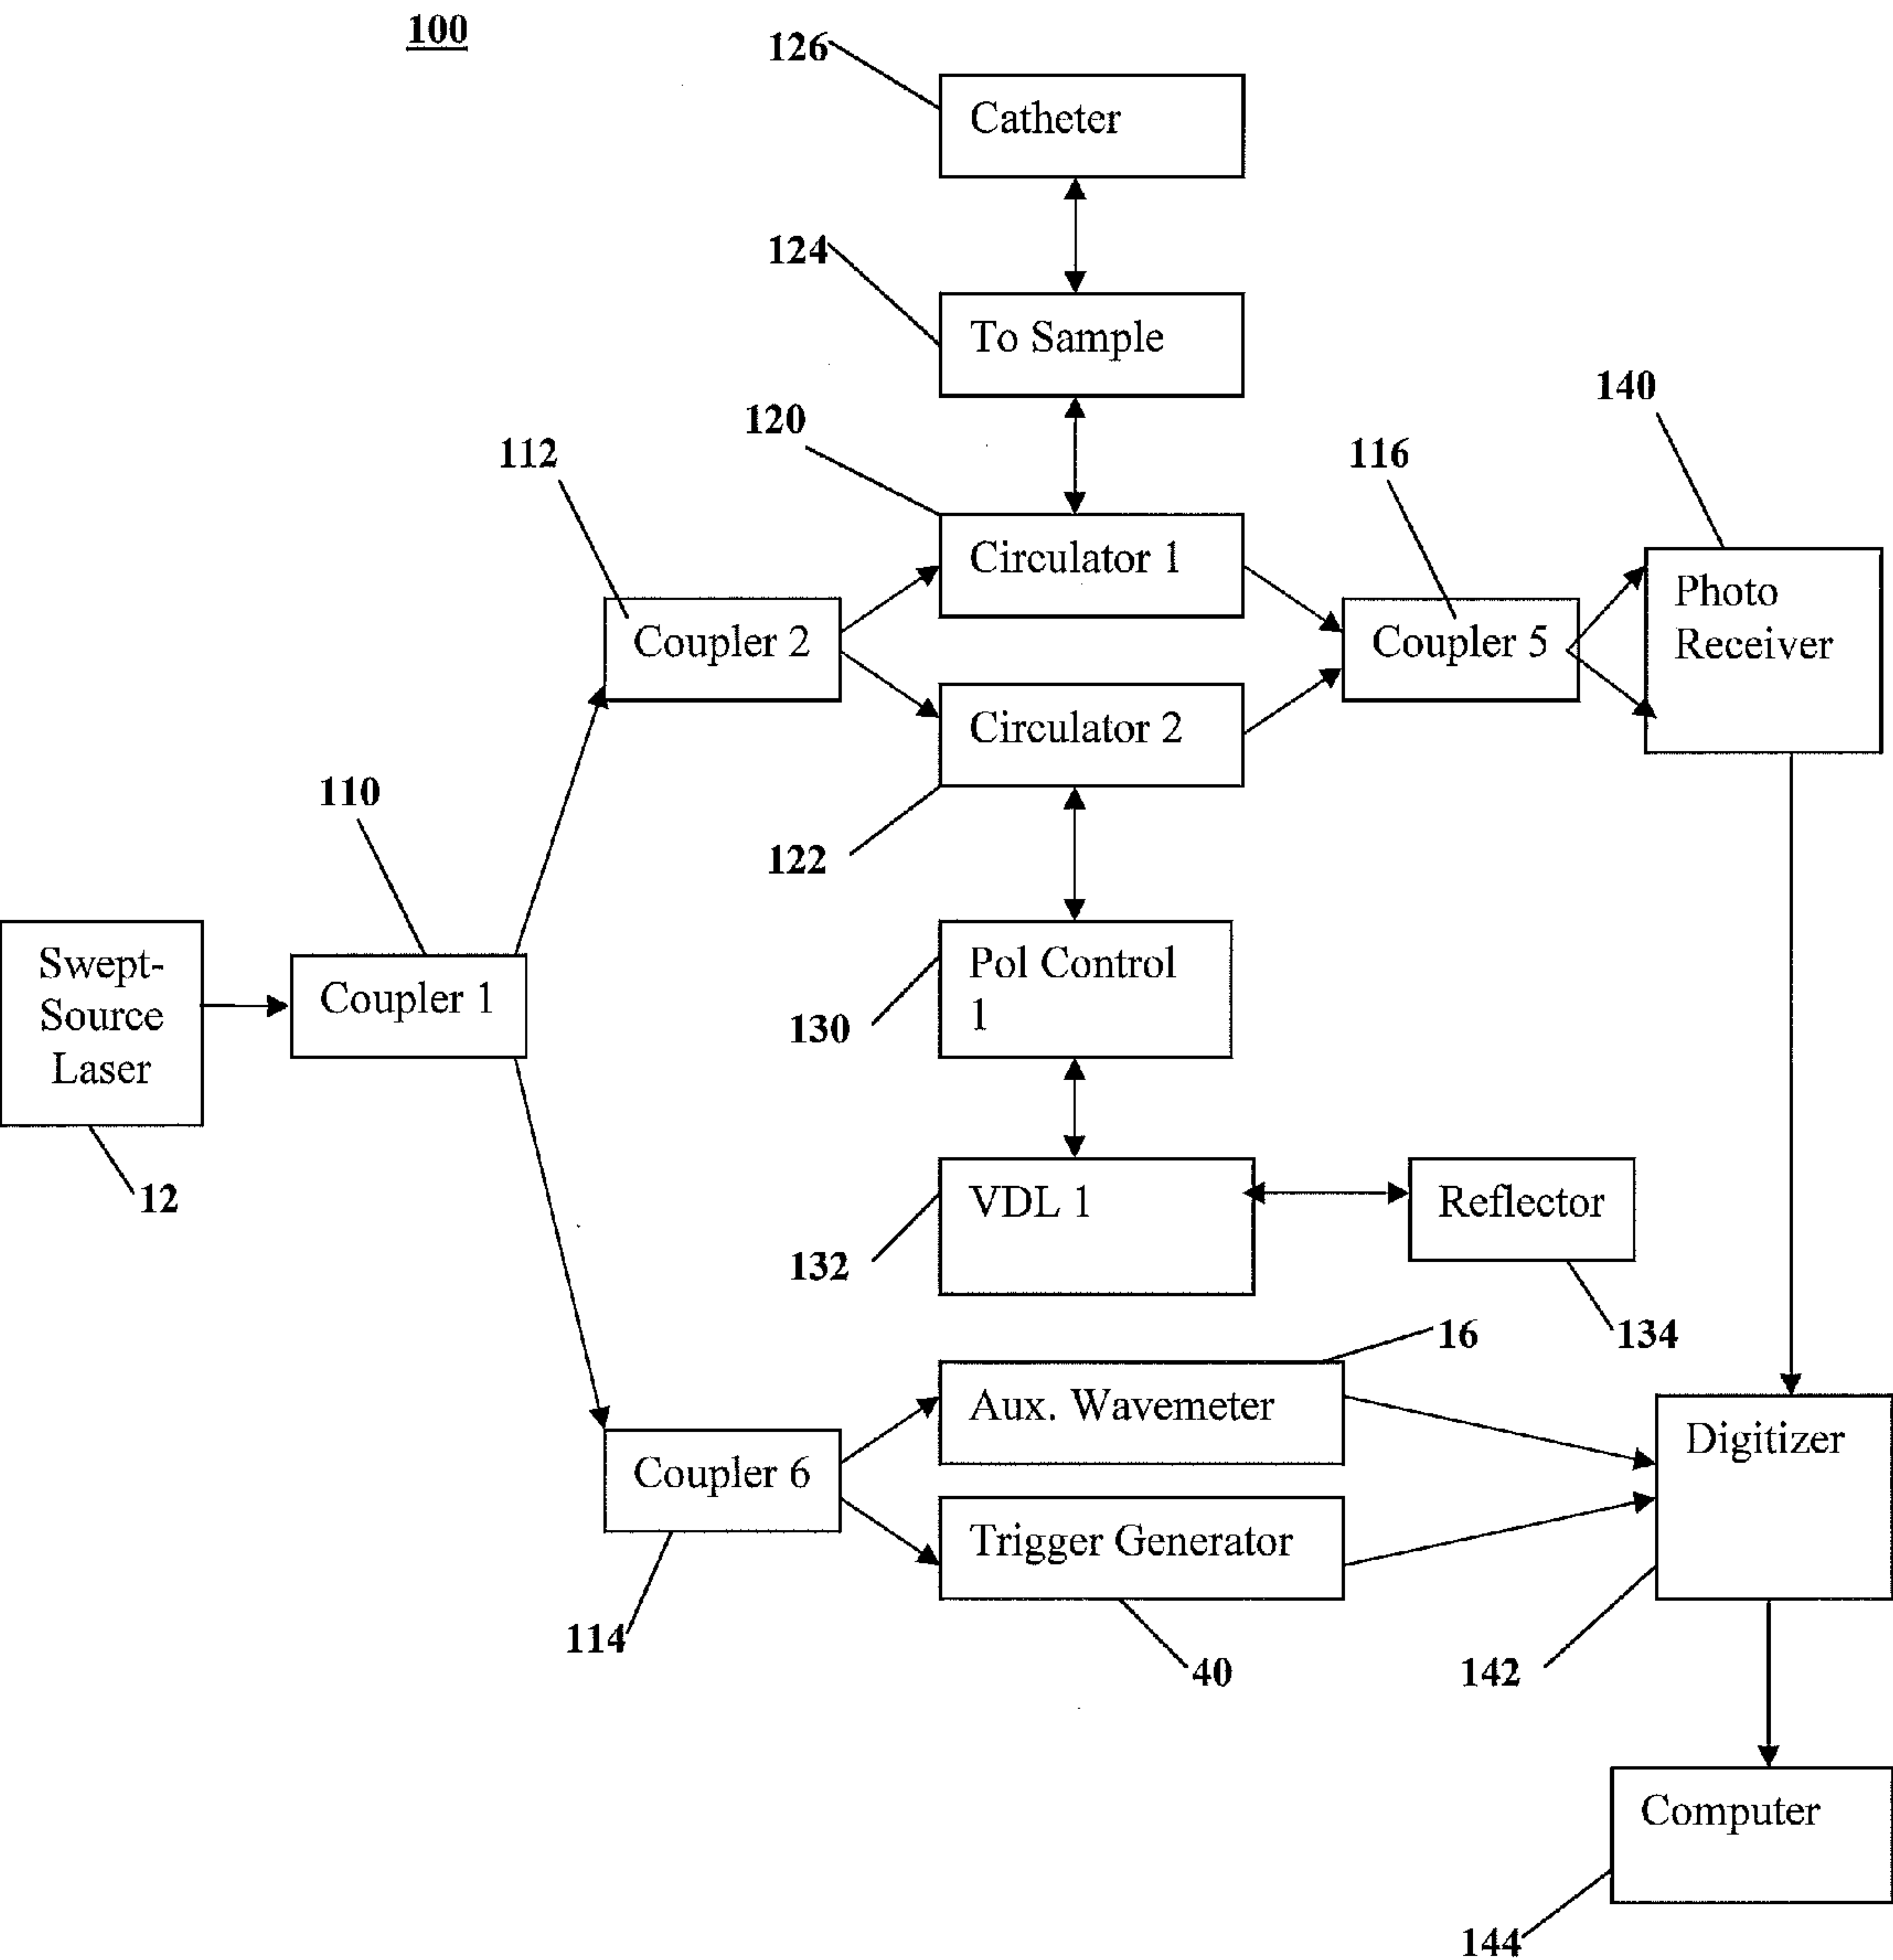 100
126
Catheter
124
To Sample
140
120
112
116
Circulator 1
Photo
Receiver
Coupler 2
Coupler 5
Circulator 2
110
122
Swept-
Source
Laser
Coupler 1
Pol Control
1
130
12
VDL 1
Reflector
132
16
134
Aux. Wavemeter
Digitizer
Coupler 6
Trigger Generator
114
40
142
Computer
144